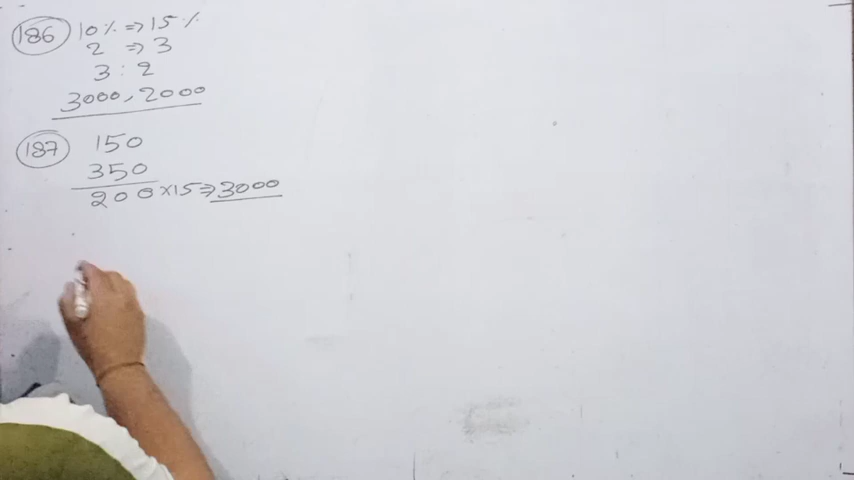 186 10% ⇒ 15%
2 ⇒ 3
3 : 2
3000, 2000
187 150
350
200 × 15 ⇒ 3000